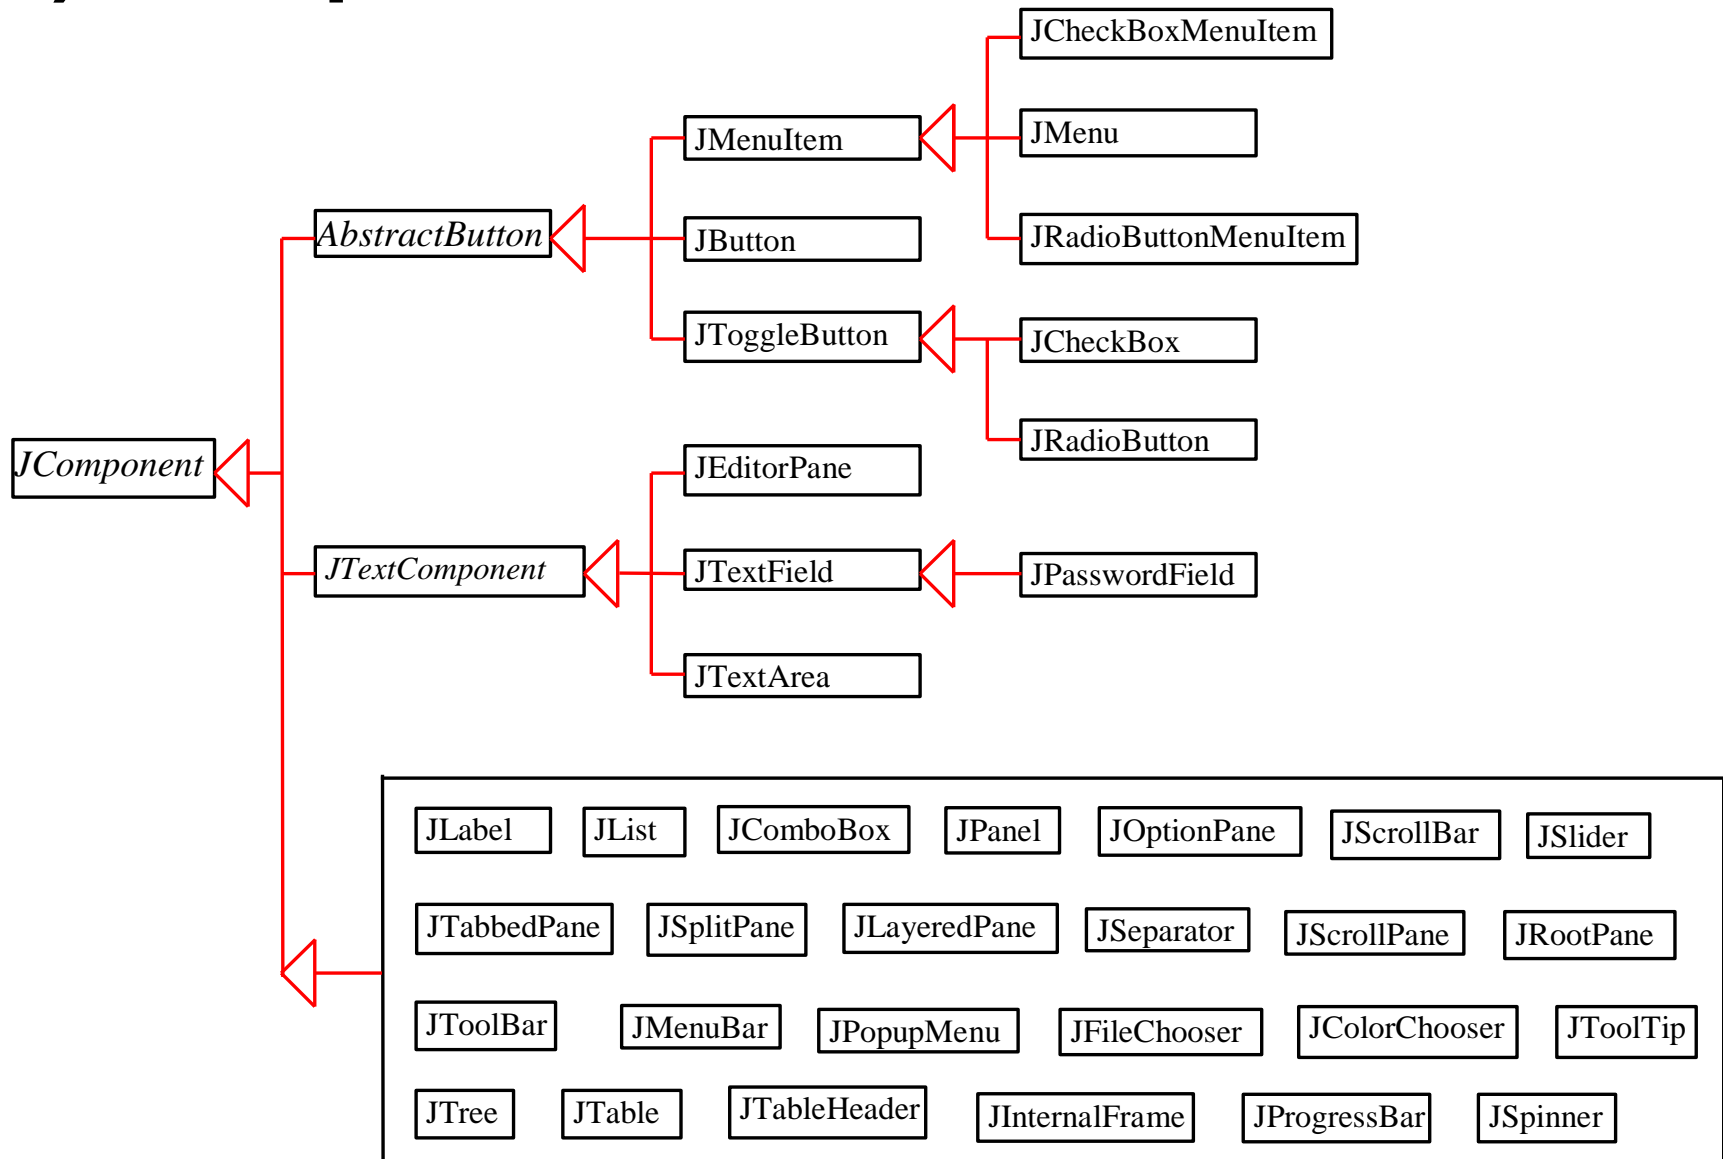 JCheckBoxMenuItem
JMenuItem
JMenu
AbstractButton
JButton
JRadioButtonMenuItem
JToggleButton
JCheckBox
JRadioButton
JComponent
JEditorPane
JTextComponent
JTextField
JPasswordField
JTextArea
JLabel JList JComboBox JPanel JOptionPane JScrollBar JSlider
JTabbedPane JSplitPane JLayeredPane JSeparator JScrollPane JRootPane
JToolBar JMenuBar JPopupMenu JFileChooser JColorChooser JToolTip
JTree JTable JTableHeader JInternalFrame JProgressBar JSpinner